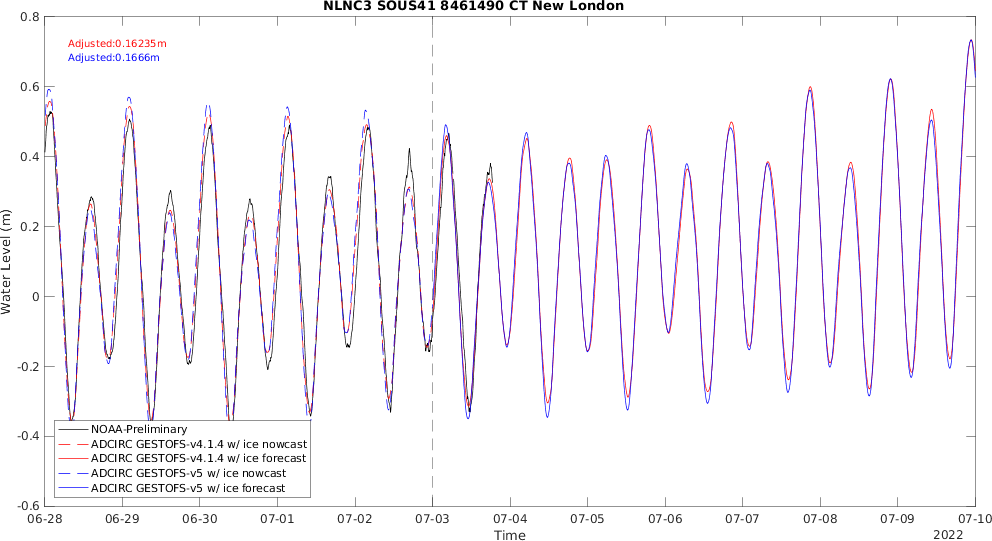 NLNC3 SOUS41 8461490 CT New London
Adjusted:0.16235m
Adjusted:0.1666m
Water Level (m)
0.8
0.6
0.4
0.2
0
-0.2
-0.4
-0.6
NOAA-Preliminary
ADCIRC GESTOFS-v4.1.4 w/ ice nowcast
ADCIRC GESTOFS-v4.1.4 w/ ice forecast
ADCIRC GESTOFS-v5 w/ ice nowcast
ADCIRC GESTOFS-v5 w/ ice forecast
06-28 06-29 06-30 07-01 07-02 07-03 07-04 07-05 07-06 07-07 07-08 07-09 07-10
Time
2022